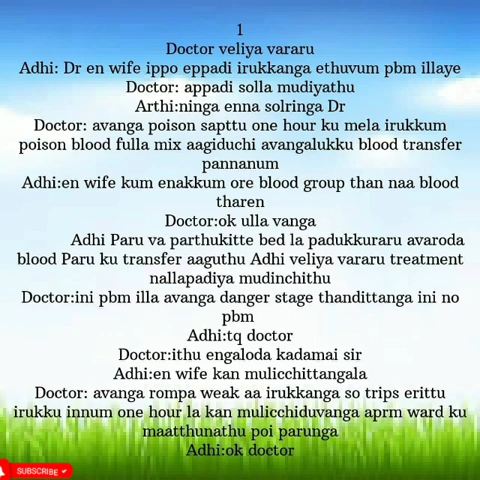 1
Doctor veliya vararu
Adhi: Dr en wife ippo eppadi irukkanga ethuvum pbm illaye
Doctor: appadi solla mudiyathu
Arthi:ninga enna solringa Dr
Doctor: avanga poison sapttu one hour ku mela irukkum
poison blood fulla mix aagiduchi avangalukku blood transfer
pannanum
Adhi:en wife kum enakkum ore blood group than naa blood
tharen
Doctor:ok ulla vanga
Adhi Paru va parthukitte bed la padukkuraru avaroda
blood Paru ku transfer aaguthu Adhi veliya vararu treatment
nallapadiya mudinchithu
Doctor:ini pbm illa avanga danger stage thandittanga ini no
pbm
Adhi:tq doctor
Doctor:ithu engaloda kadamai sir
Adhi:en wife kan mulicchittangala
Doctor: avanga rompa weak aa irukkanga so trips erittu
irukku innum one hour la kan mulicchiduvanga aprm ward ku
maatthunathu poi parunga
Adhi:ok doctor
SUBSCRIBE